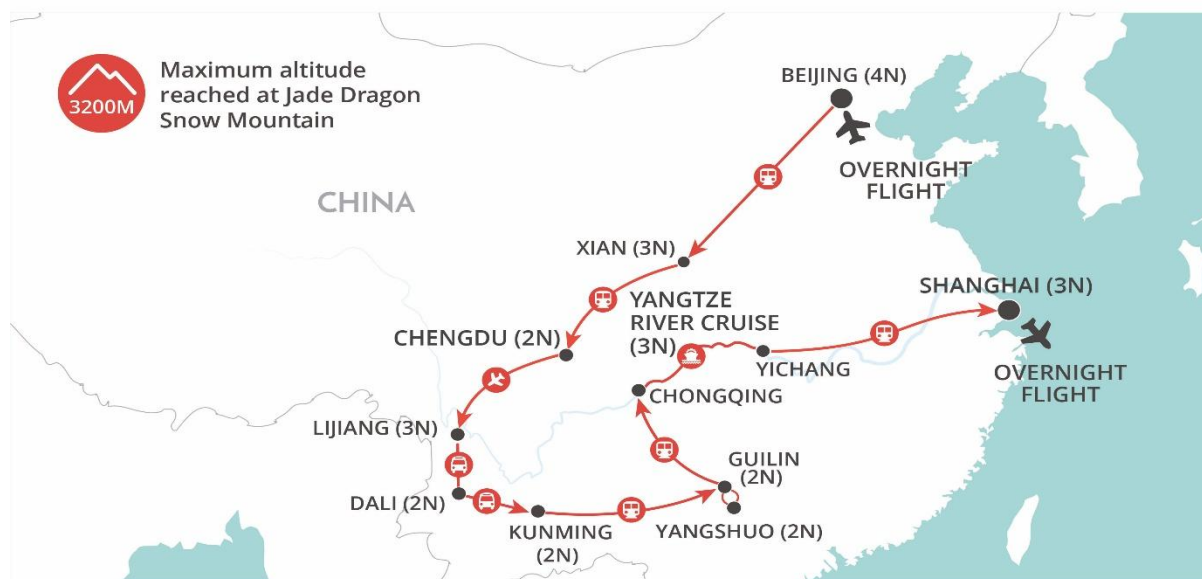 3200M
Maximum altitude
reached at Jade Dragon
Snow Mountain
BEIJING (4N)
OVERNIGHT
FLIGHT
CHINA
XIAN (3N)
SHANGHAI (3N)
YANGTZE
RIVER CRUISE
(3N)
CHENGDU (2N)
YICHANG
OVERNIGHT
FLIGHT
CHONGQING
LIJIANG (3N)
GUILIN
(2N)
DALI (2N)
KUNMING
(2N)
YANGSHUO (2N)